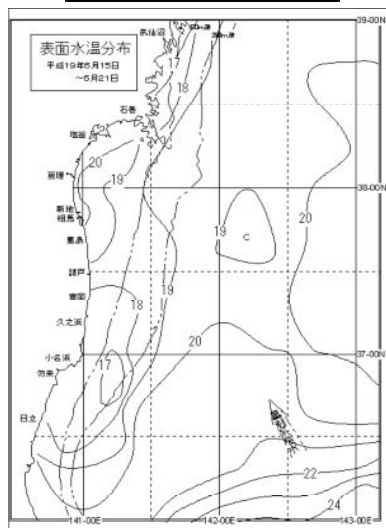 気仙沼
39-00N
表面水温分布
平成19年6月15日
～6月21日
17
18
石巻
塩釜
20
亘理
19
38-00N
新地
相馬
鹿島
19
C
20
請戸
富岡
18
19
久之浜
20
小名浜
37-00N
勿来
17
日立
22
24
141-00E
142-00E
143-00E